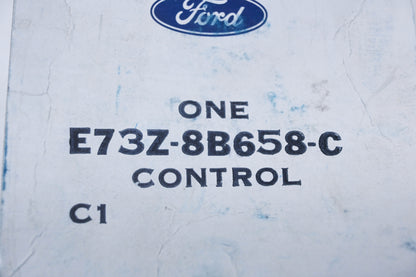 Ford
ONE
E73Z-8B658-C
CONTROL
C1